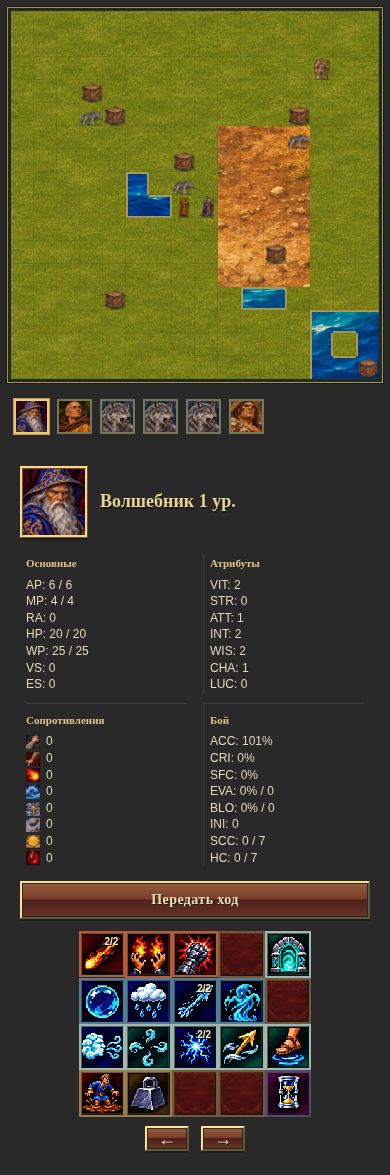 Волшебник 1 ур.
Основные
AP: 6 / 6
MP: 4 / 4
RA: 0
HP: 20 / 20
WP: 25 / 25
VS: 0
ES: 0
Атрибуты
VIT: 2
STR: 0
ATT: 1
INT: 2
WIS: 2
CHA: 1
LUC: 0
Сопротивления
0
0
0
0
0
0
0
0
Бой
ACC: 101%
CRI: 0%
SFC: 0%
EVA: 0% / 0
BLO: 0% / 0
INI: 0
SCC: 0 / 7
HC: 0 / 7
Передать ход
2/2
2/2
2/2
← →